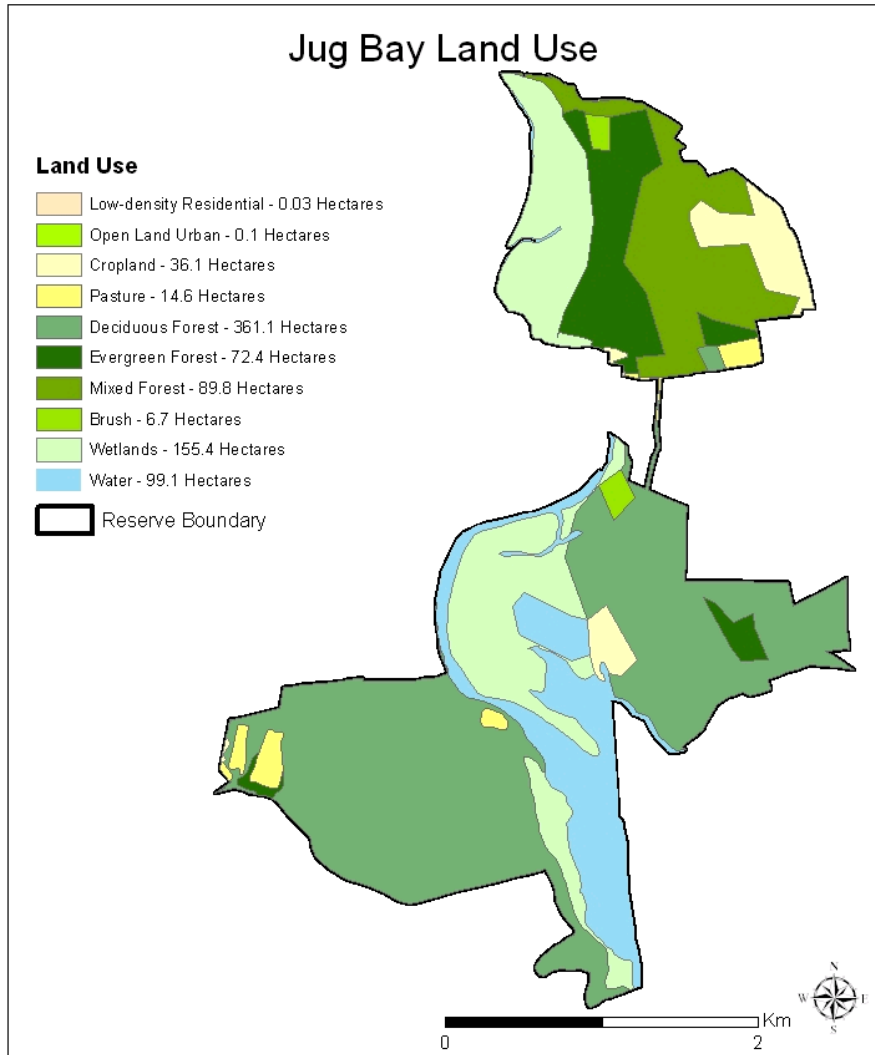 Jug Bay Land Use
Land Use
Low-density Residential - 0.03 Hectares
Open Land Urban - 0.1 Hectares
Cropland - 36.1 Hectares
Pasture - 14.6 Hectares
Deciduous Forest - 361.1 Hectares
Evergreen Forest - 72.4 Hectares
Mixed Forest - 89.8 Hectares
Brush - 6.7 Hectares
Wetlands - 155.4 Hectares
Water - 99.1 Hectares
Reserve Boundary
N
W E
S
Km
0 2